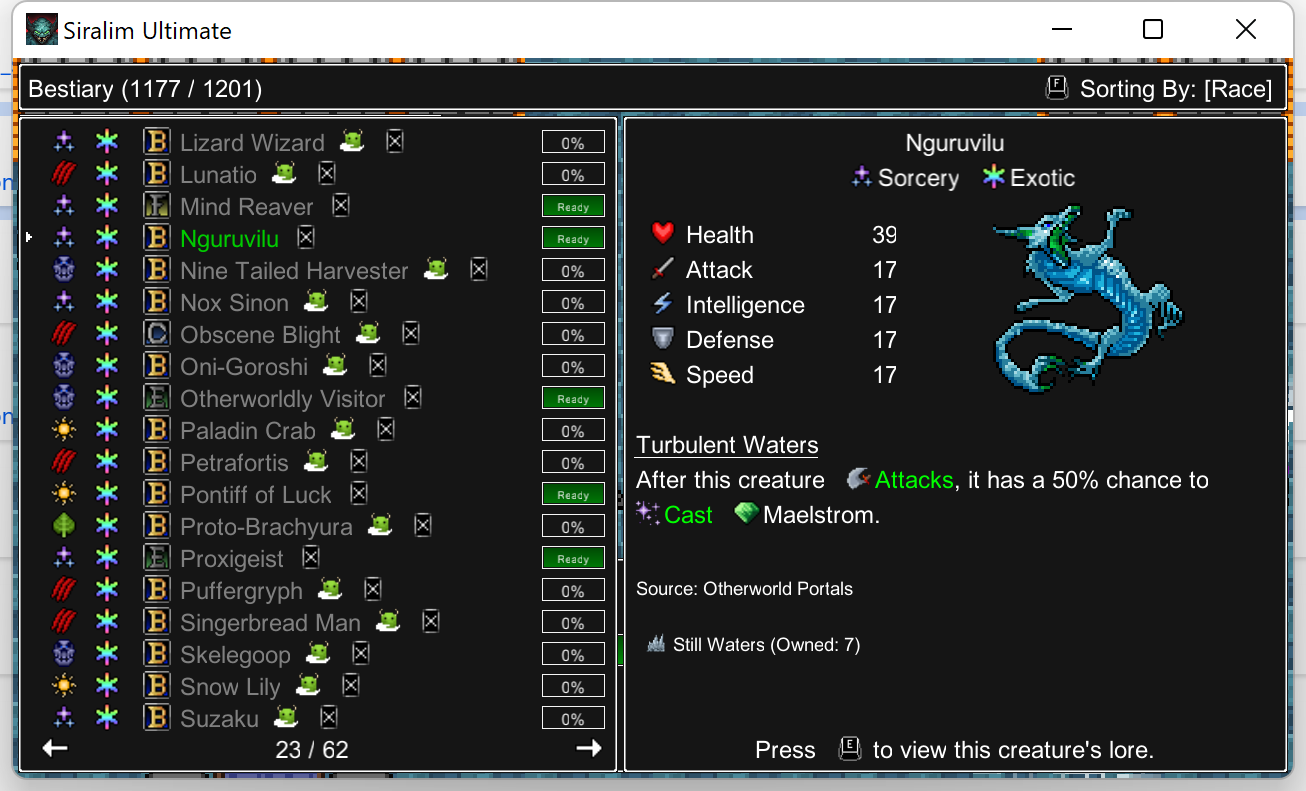 Siralim Ultimate
Bestiary (1177 / 1201)
F Sorting By: [Race]
B Lizard Wizard 0%
B Lunatio 0%
F Mind Reaver Ready
B Nguruvilu Ready
B Nine Tailed Harvester 0%
B Nox Sinon 0%
C Obscene Blight 0%
B Oni-Goroshi 0%
E Otherworldly Visitor Ready
B Paladin Crab 0%
B Petrafortis 0%
B Pontiff of Luck Ready
B Proto-Brachyura 0%
E Proxigeist Ready
B Puffergryph 0%
B Singerbread Man 0%
B Skelegoop 0%
B Snow Lily 0%
B Suzaku 0%
23 / 62
Nguruvilu
Sorcery Exotic
Health 39
Attack 17
Intelligence 17
Defense 17
Speed 17
Turbulent Waters
After this creature Attacks, it has a 50% chance to
Cast Maelstrom.
Source: Otherworld Portals
Still Waters (Owned: 7)
Press E to view this creature's lore.